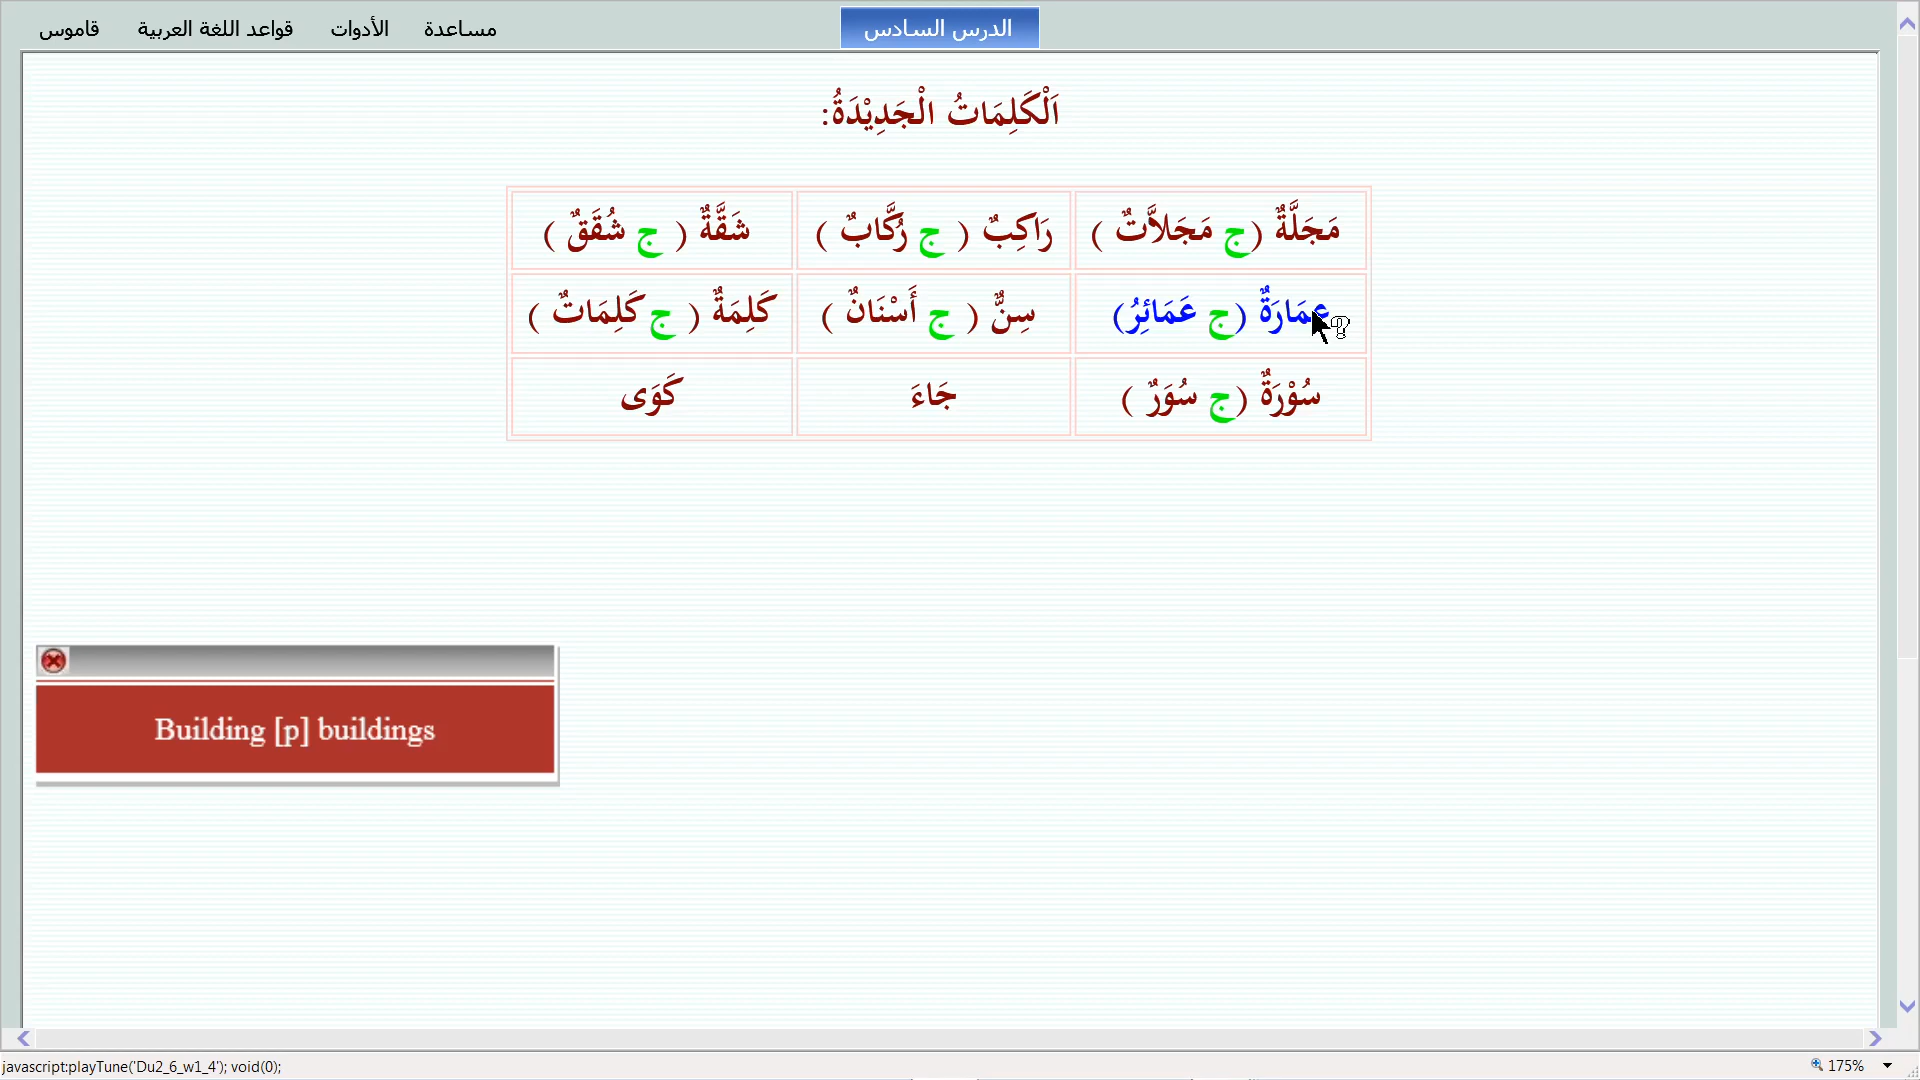 الدرس السادس
مساعدة الأدوات قواعد اللغة العربية قاموس
اَلْكَلِمَاتُ الْجَدِيْدَةُ:
مَجَلَّةٌ (ج مَجَلاَّتٌ ) رَاكِبٌ ( ج رُكَّابٌ ) شَقَّةٌ ( ج شُقَقٌ )
عِمَارَةٌ (ج عَمَائِرُ) سِنٌّ ( ج أَسْنَانٌ ) كَلِمَةٌ ( ج كَلِمَاتٌ )
سُوْرَةٌ (ج سُوَرٌ ) جَاءَ كَوَى
Building [p] buildings
javascript:playTune('Du2_6_w1_4'); void(0);
175%